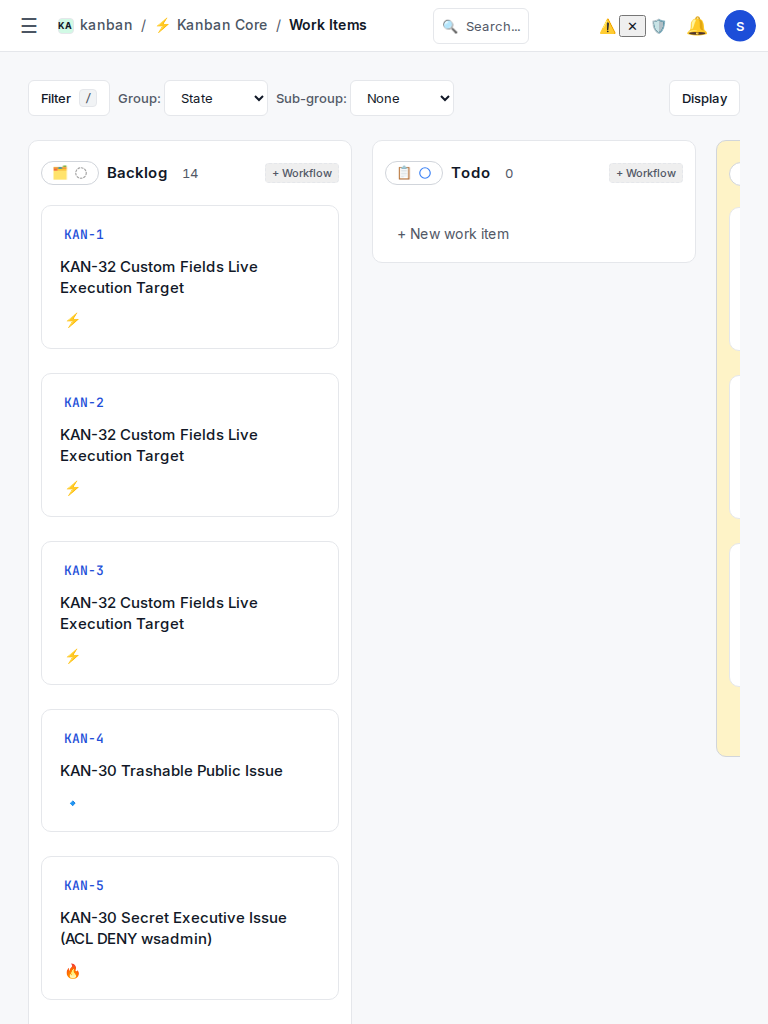 KA kanban / Kanban Core / Work Items
Search...
S
Filter /
Group: State
Sub-group: None
Display
Backlog 14 + Workflow
KAN-1
KAN-32 Custom Fields Live
Execution Target
KAN-2
KAN-32 Custom Fields Live
Execution Target
KAN-3
KAN-32 Custom Fields Live
Execution Target
KAN-4
KAN-30 Trashable Public Issue
KAN-5
KAN-30 Secret Executive Issue
(ACL DENY wsadmin)
Todo 0 + Workflow
+ New work item